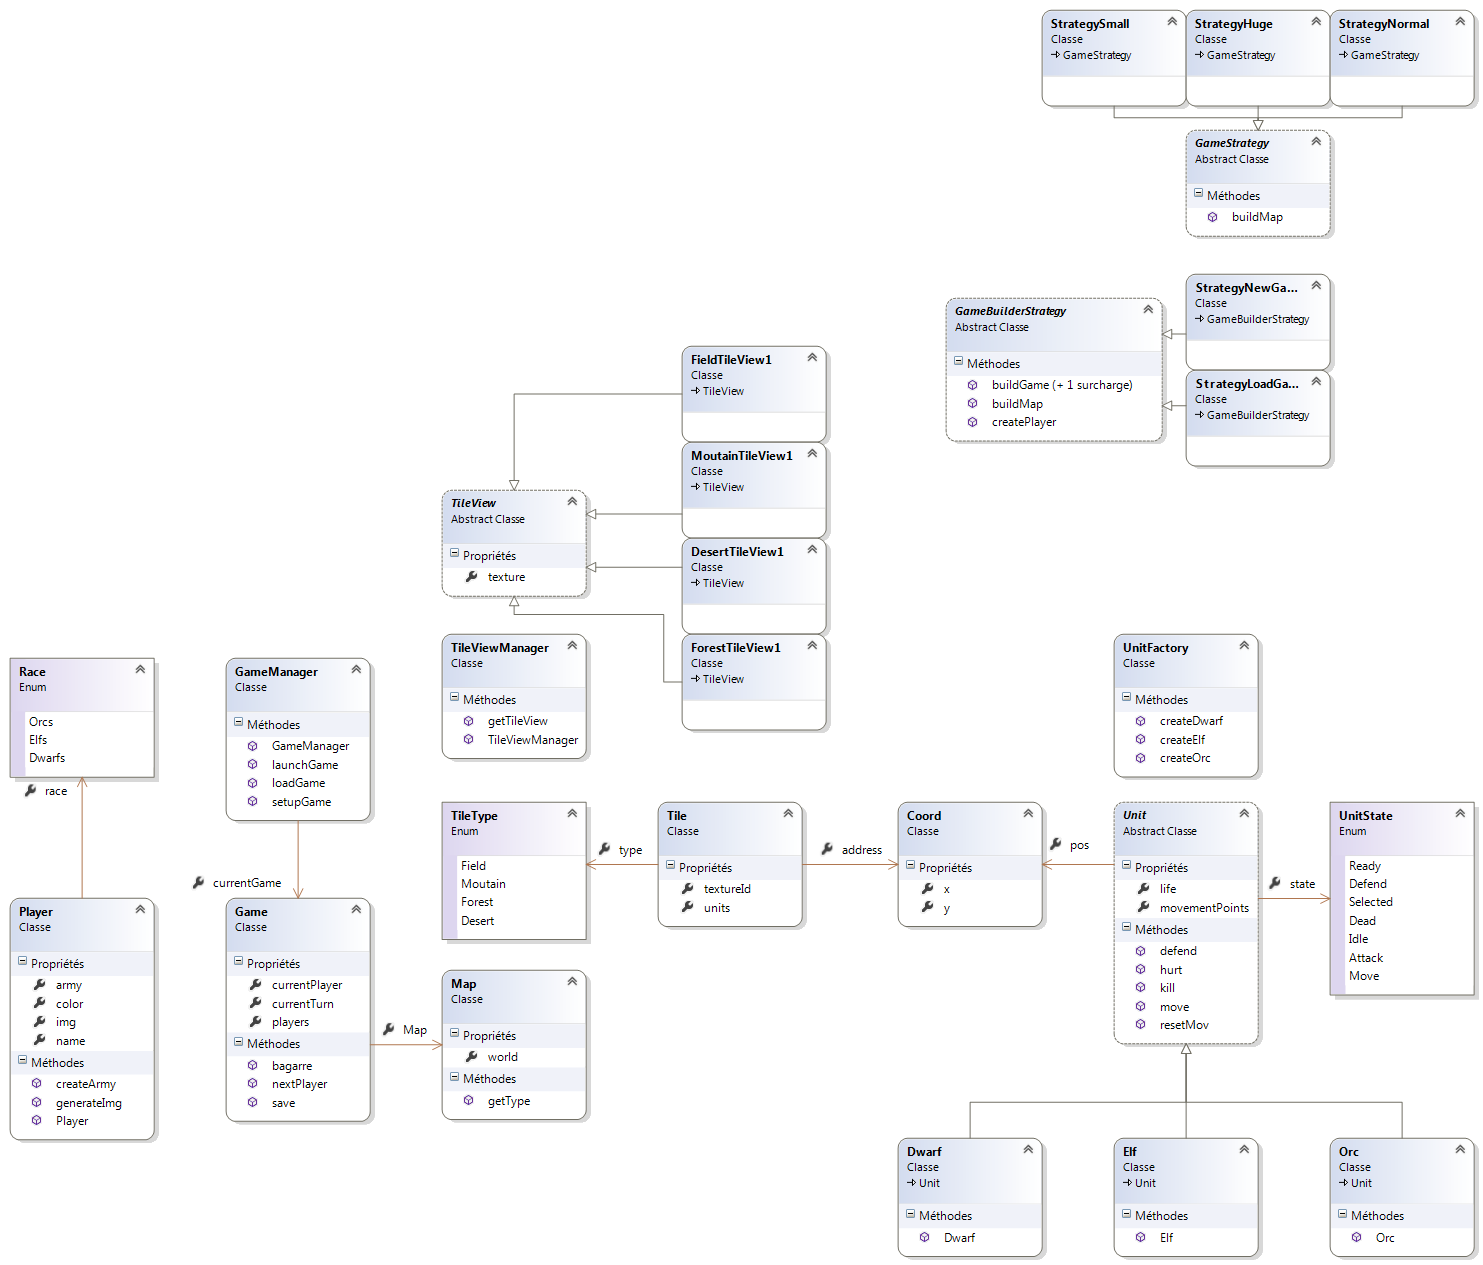 StrategySmall
Classe
GameStrategy
StrategyHuge
Classe
GameStrategy
StrategyNormal
Classe
GameStrategy
GameStrategy
Abstract Classe
Méthodes
buildMap
GameBuilderStrategy
Abstract Classe
Méthodes
buildGame (+ 1 surcharge)
buildMap
createPlayer
StrategyNewGa...
Classe
GameBuilderStrategy
StrategyLoadGa...
Classe
GameBuilderStrategy
FieldTileView1
Classe
TileView
MoutainTileView1
Classe
TileView
DesertTileView1
Classe
TileView
ForestTileView1
Classe
TileView
TileView
Abstract Classe
Propriétés
texture
TileViewManager
Classe
Méthodes
getTileView
TileViewManager
Race
Enum
Orcs
Elfs
Dwarfs
race
GameManager
Classe
Méthodes
GameManager
launchGame
loadGame
setupGame
currentGame
UnitFactory
Classe
Méthodes
createDwarf
createElf
createOrc
TileType
Enum
Field
Moutain
Forest
Desert
type
Tile
Classe
Propriétés
textureId
units
address
Coord
Classe
Propriétés
x
y
pos
Unit
Abstract Classe
Propriétés
life
movementPoints
Méthodes
defend
hurt
kill
move
resetMov
state
UnitState
Enum
Ready
Defend
Selected
Dead
Idle
Attack
Move
Player
Classe
Propriétés
army
color
img
name
Méthodes
createArmy
generateImg
Player
Game
Classe
Propriétés
currentPlayer
currentTurn
players
Méthodes
bagarre
nextPlayer
save
Map
Map
Classe
Propriétés
world
Méthodes
getType
Dwarf
Classe
Unit
Méthodes
Dwarf
Elf
Classe
Unit
Méthodes
Elf
Orc
Classe
Unit
Méthodes
Orc